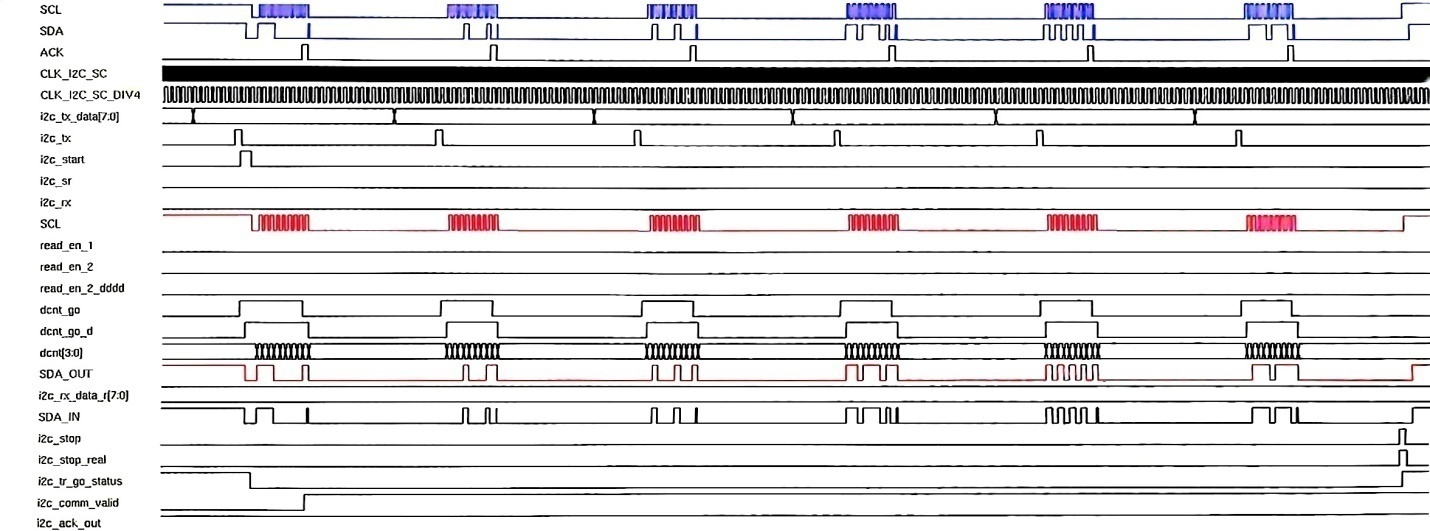 SCL
SDA
ACK
CLK_I2C_SC
CLK_I2C_SC_DIV4
i2c_tx_data[7:0]
i2c_tx
i2c_start
i2c_sr
i2c_rx
SCL
read_en_1
read_en_2
read_en_2_dddd
dcnt_go
dcnt_go_d
dcnt[3:0]
SDA_OUT
i2c_rx_data_r[7:0]
SDA_IN
i2c_stop
i2c_stop_real
i2c_tr_go_status
i2c_comm_valid
i2c_ack_out